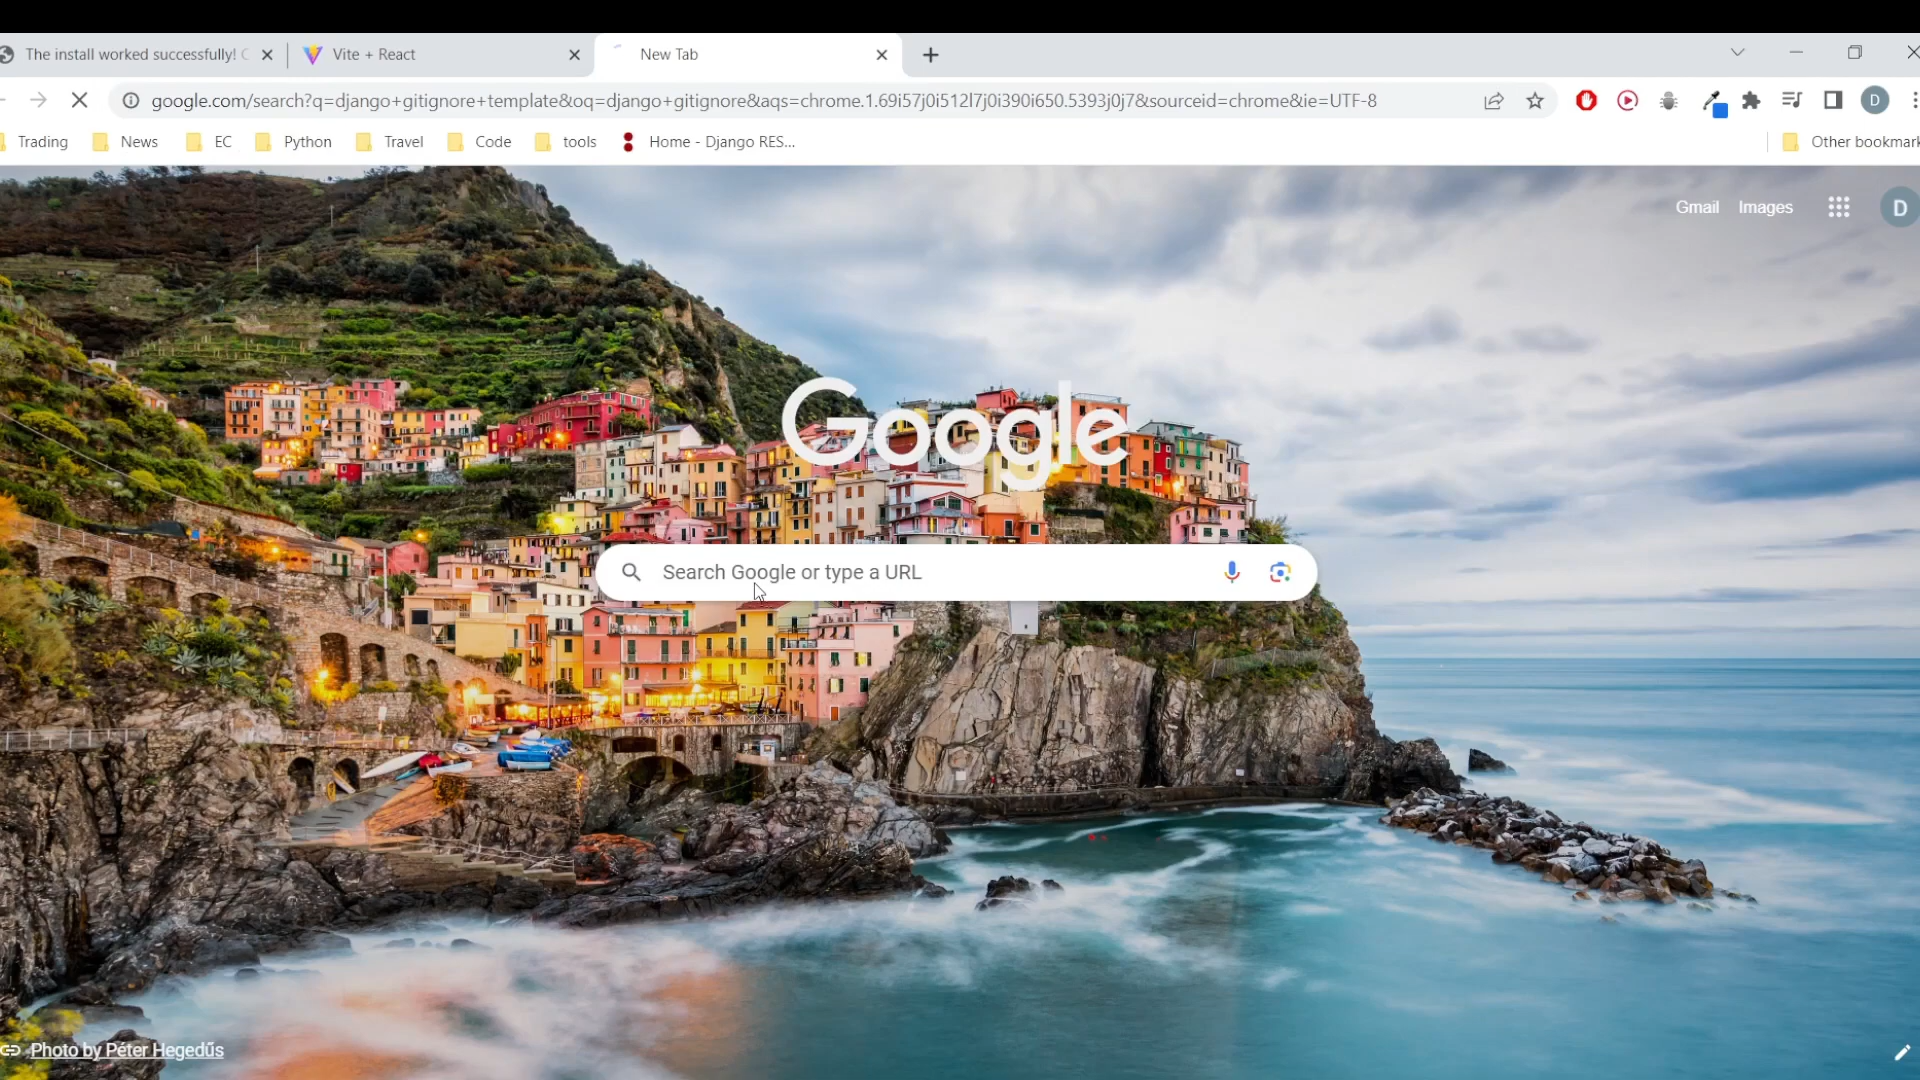 The install worked successfully!
Vite + React
New Tab
google.com/search?q=django+gitignore+template&oq=django+gitignore&aqs=chrome.1.69i57j0i512l7j0i390i650.5393j0j7&sourceid=chrome&ie=UTF-8
D
Trading News EC Python Travel Code tools Home - Django RES... Other bookmark
Gmail Images D
Google
Search Google or type a URL
Photo by Péter Hegedűs